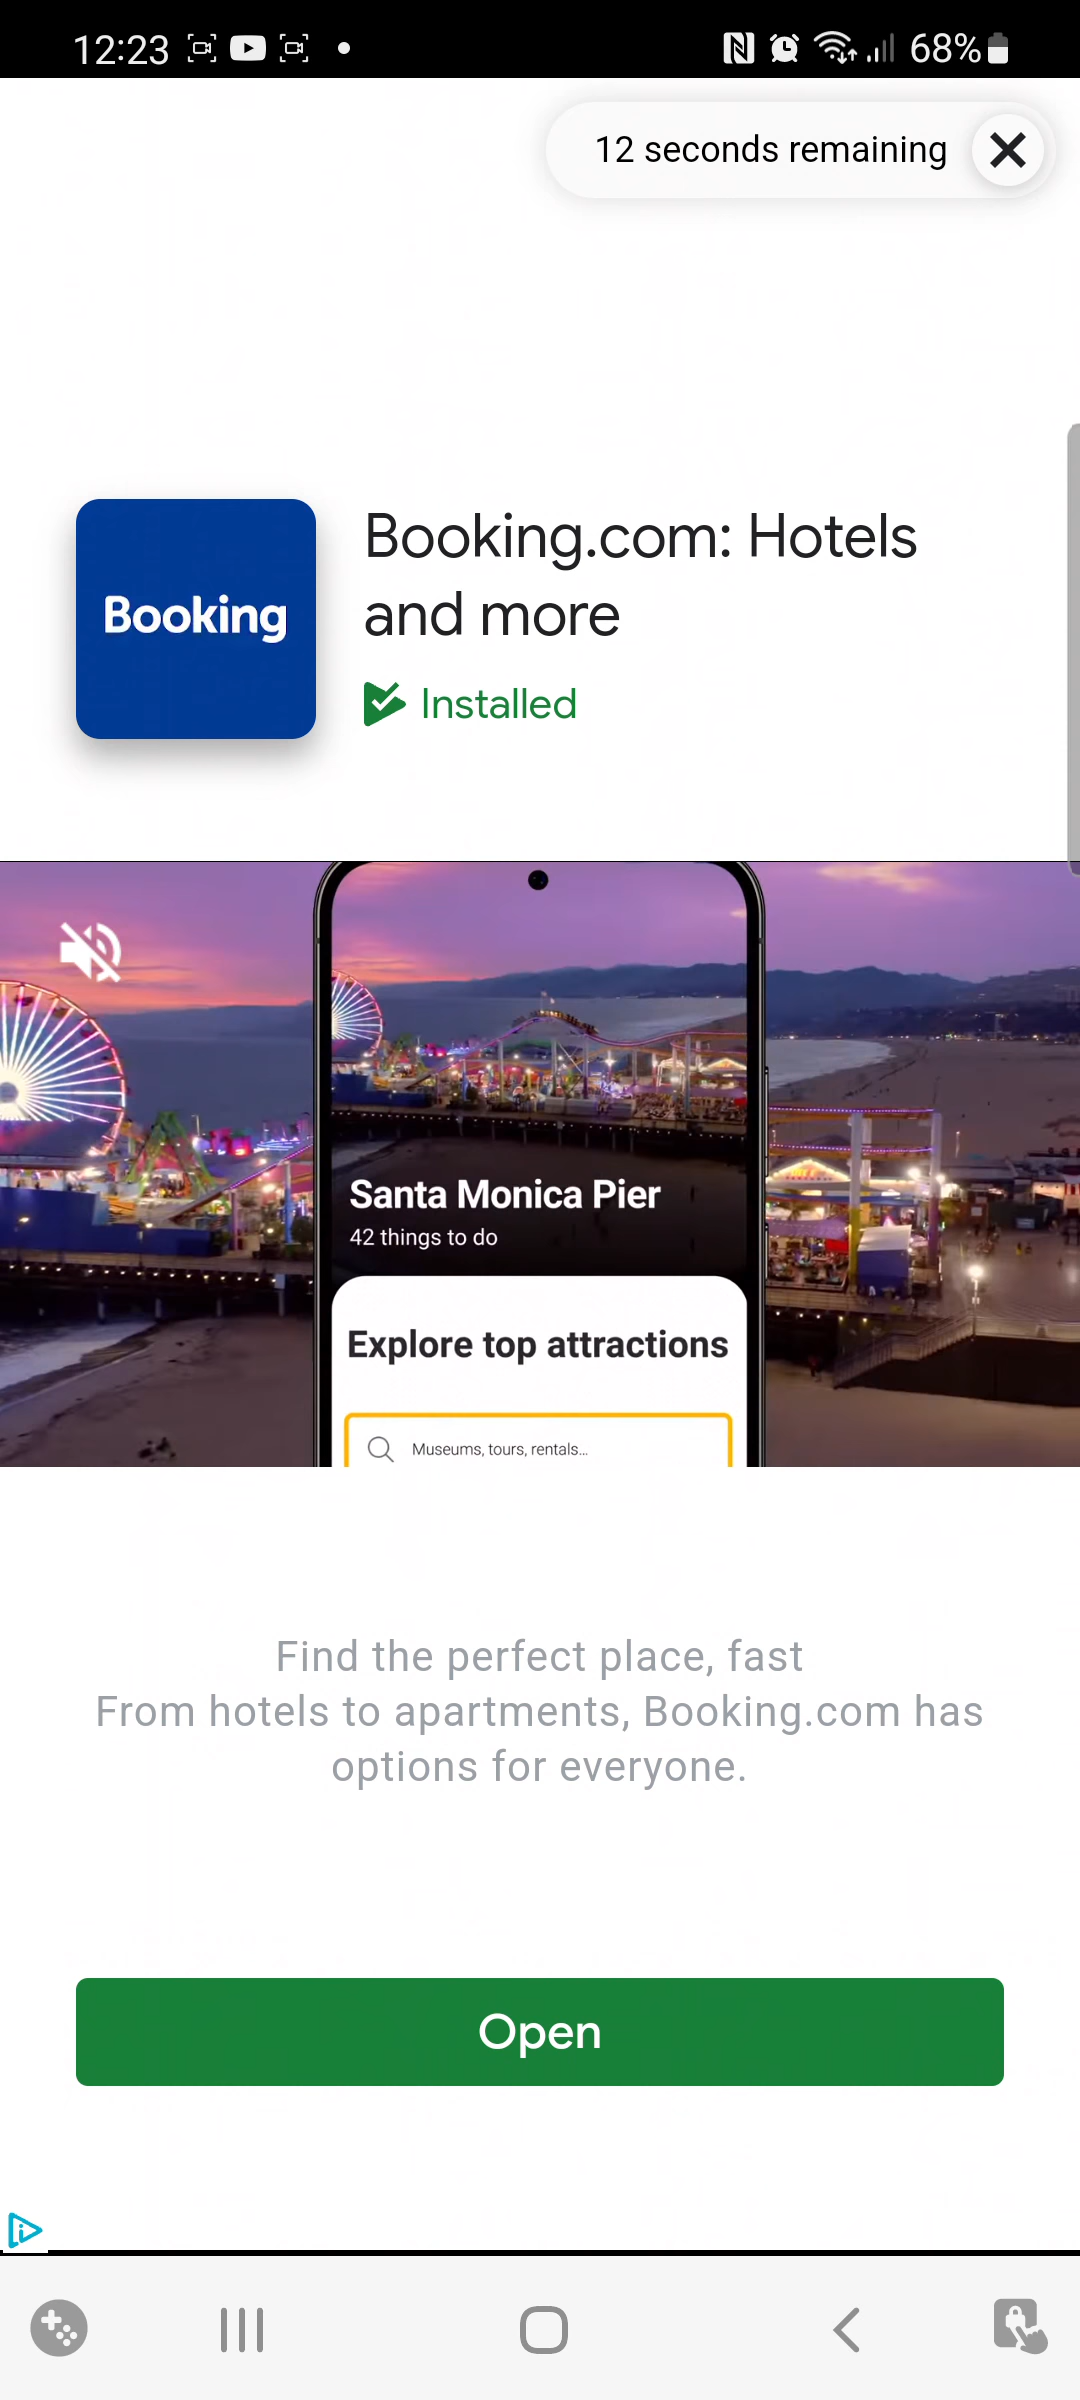 12:23
68%
12 seconds remaining
Booking
Booking.com: Hotels
and more
Installed
Santa Monica Pier
42 things to do
Explore top attractions
Museums, tours, rentals...
Find the perfect place, fast
From hotels to apartments, Booking.com has
options for everyone.
Open